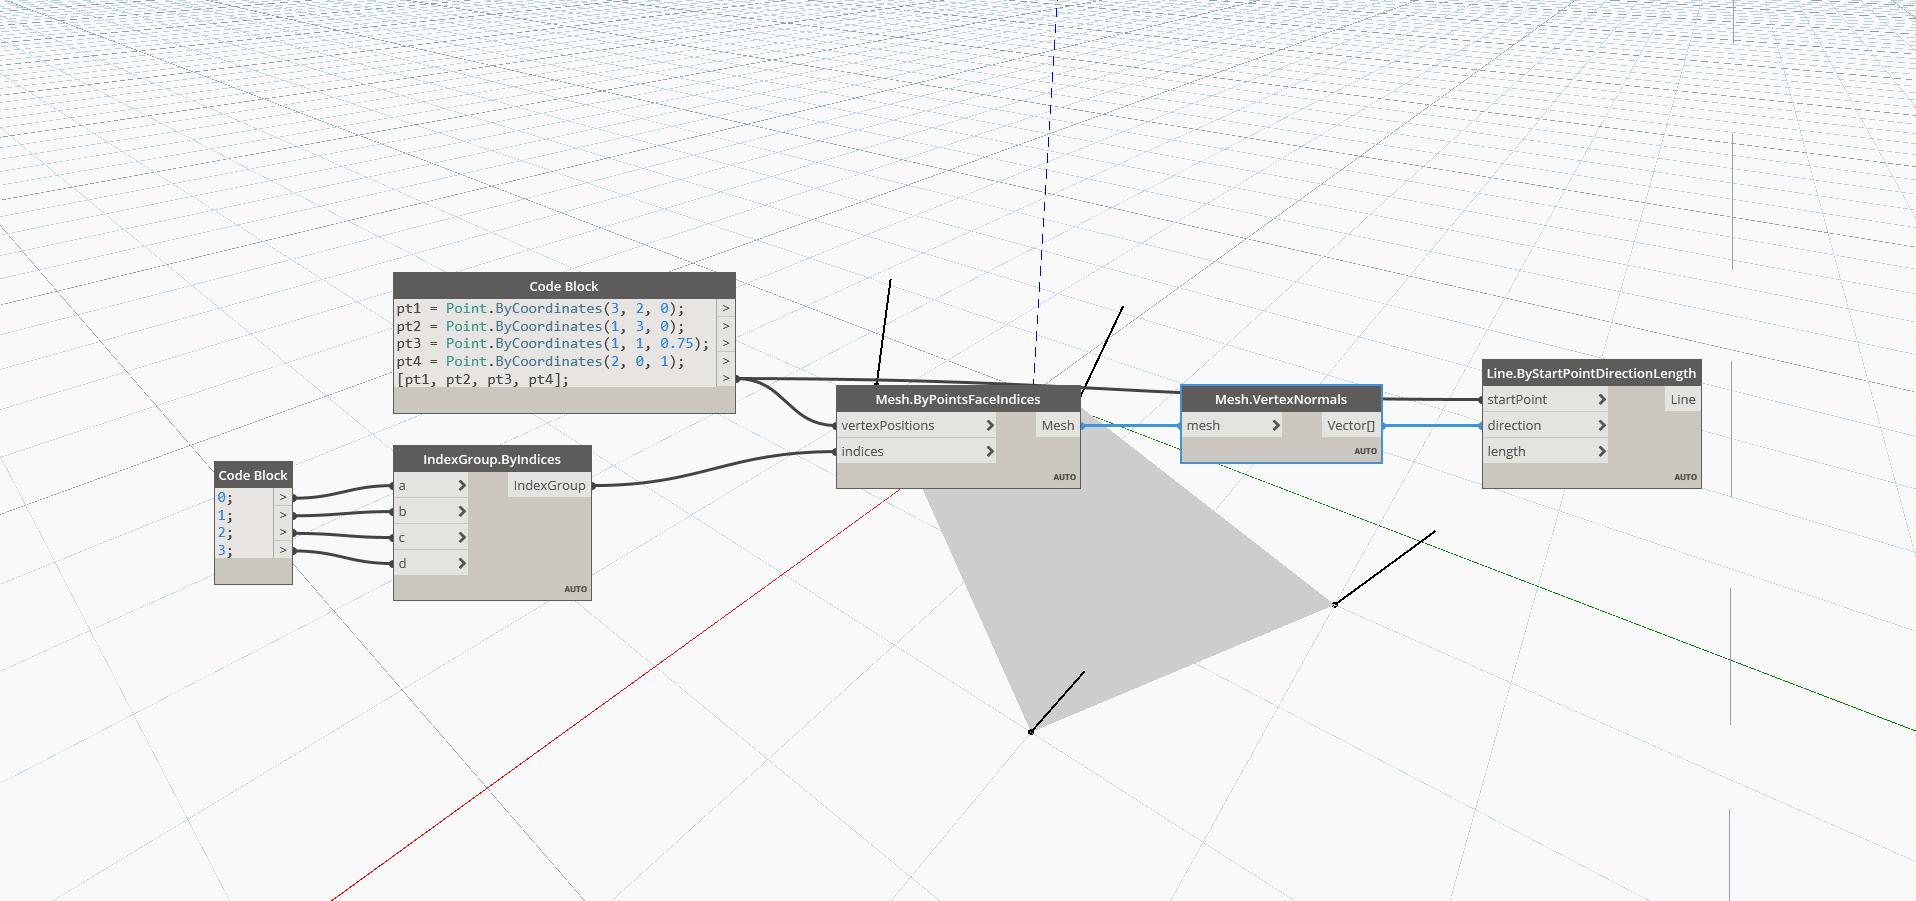 Code Block
pt1 = Point.ByCoordinates(3, 2, 0); >
pt2 = Point.ByCoordinates(1, 3, 0); >
pt3 = Point.ByCoordinates(1, 1, 0.75); >
pt4 = Point.ByCoordinates(2, 0, 1); >
[pt1, pt2, pt3, pt4]; >
Code Block
0; >
1; >
2; >
3; >
IndexGroup.ByIndices
a > IndexGroup
b >
c >
d >
AUTO
Mesh.ByPointsFaceIndices
vertexPositions > Mesh
indices >
AUTO
Mesh.VertexNormals
mesh > Vector[]
AUTO
Line.ByStartPointDirectionLength
startPoint > Line
direction >
length >
AUTO